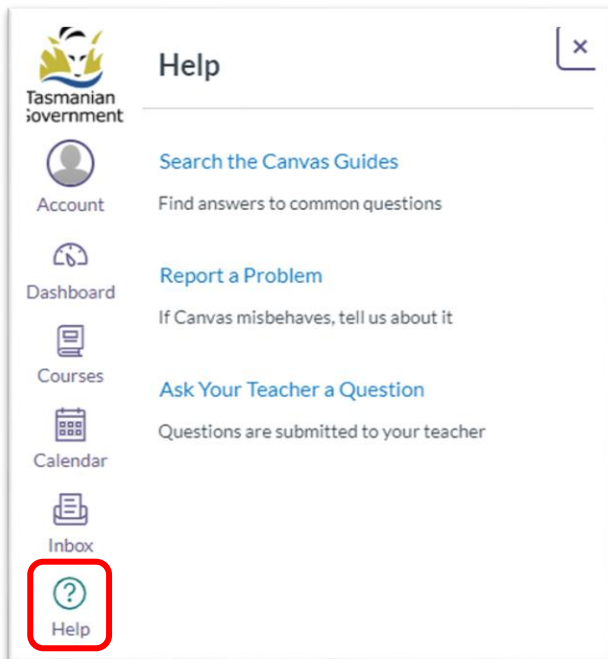 Tasmanian
Government
Account
Dashboard
Courses
Calendar
Inbox
Help
Help
×
Search the Canvas Guides
Find answers to common questions
Report a Problem
If Canvas misbehaves, tell us about it
Ask Your Teacher a Question
Questions are submitted to your teacher